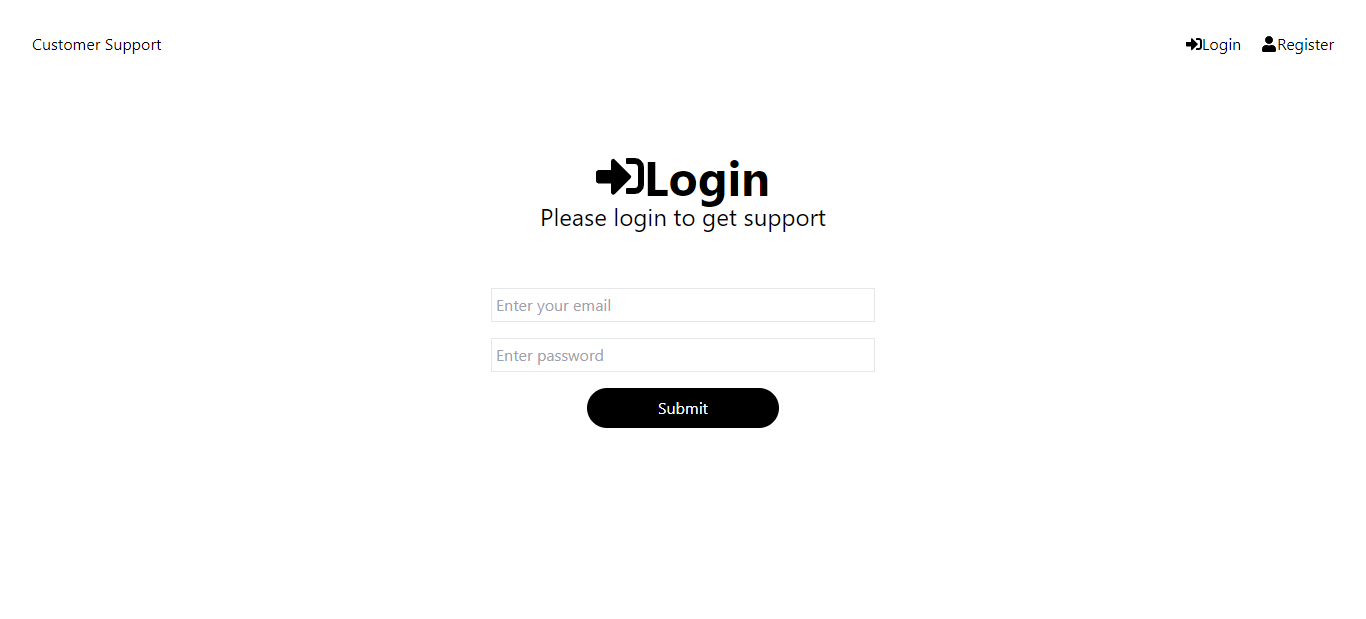 Customer Support
Login
Register
Login
Please login to get support
Enter your email
Enter password
Submit